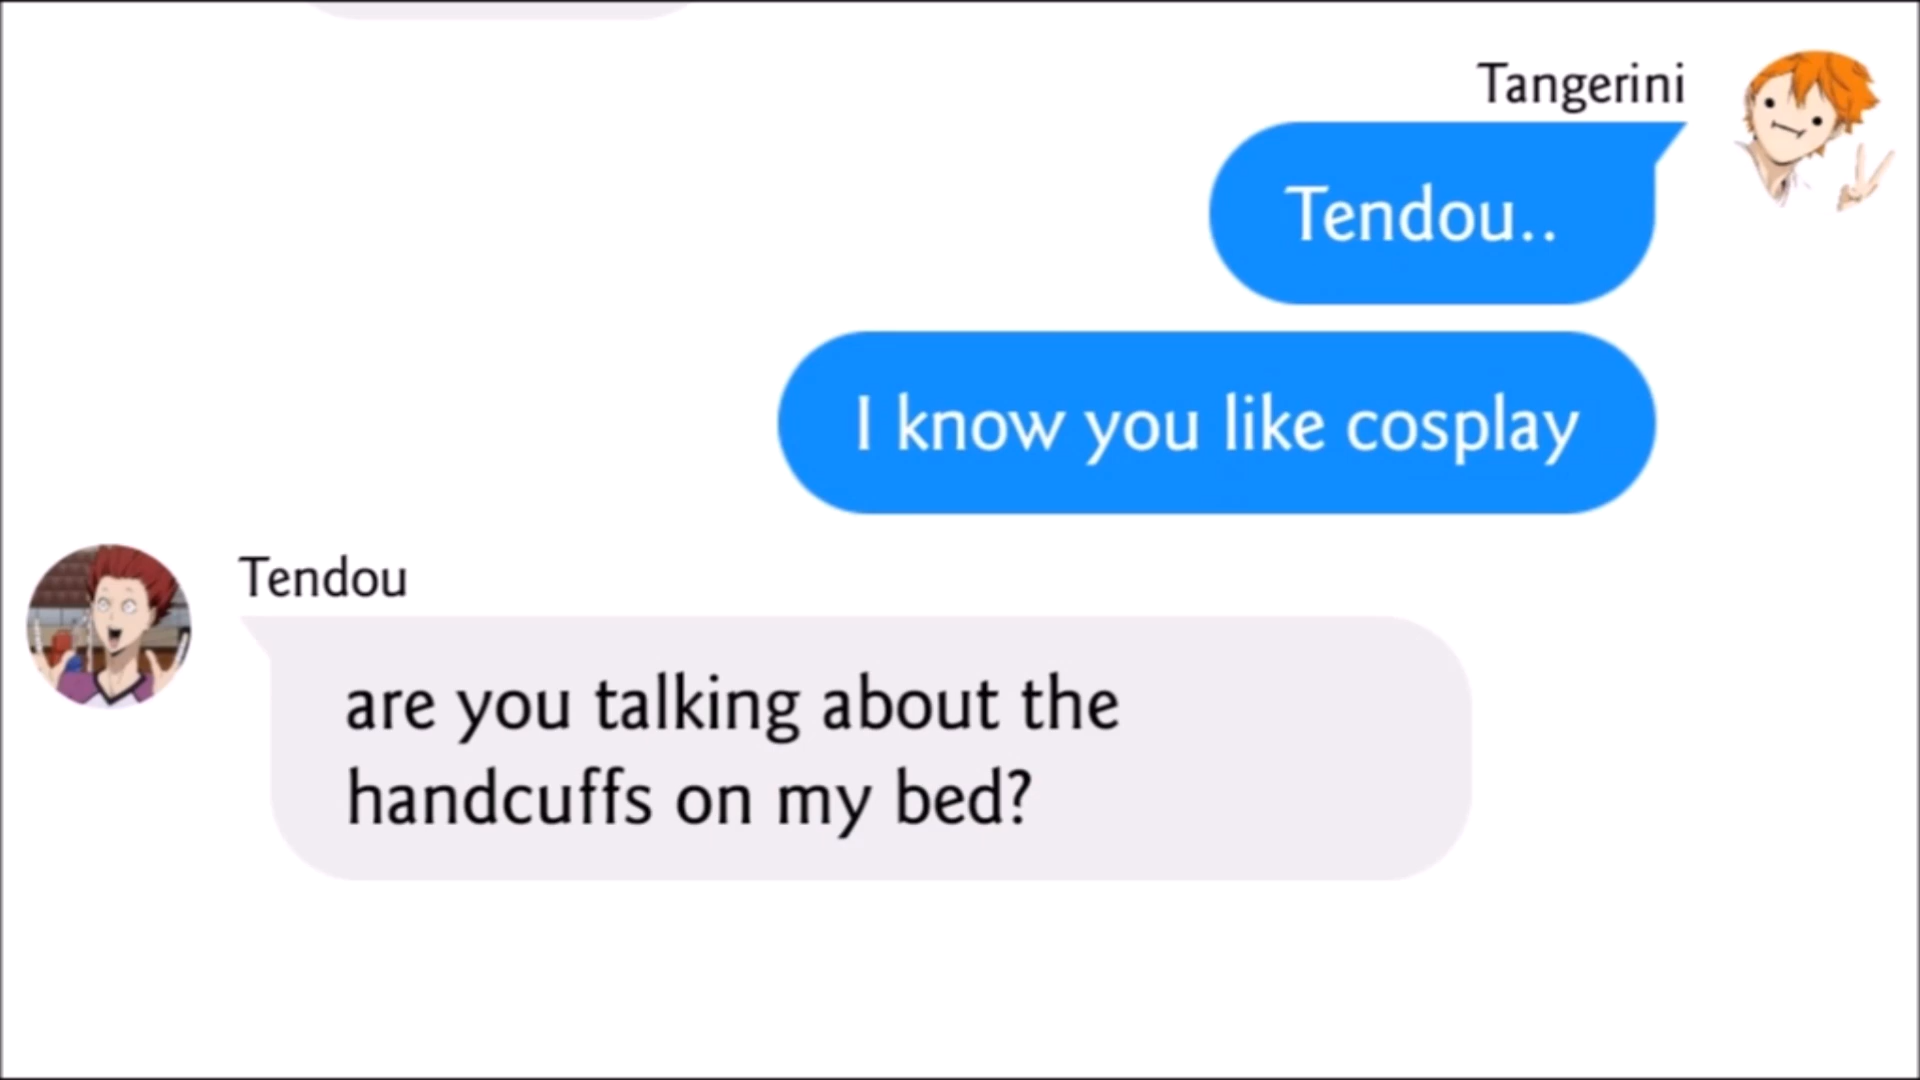 Tangerini
Tendou..
I know you like cosplay
Tendou
are you talking about the
handcuffs on my bed?